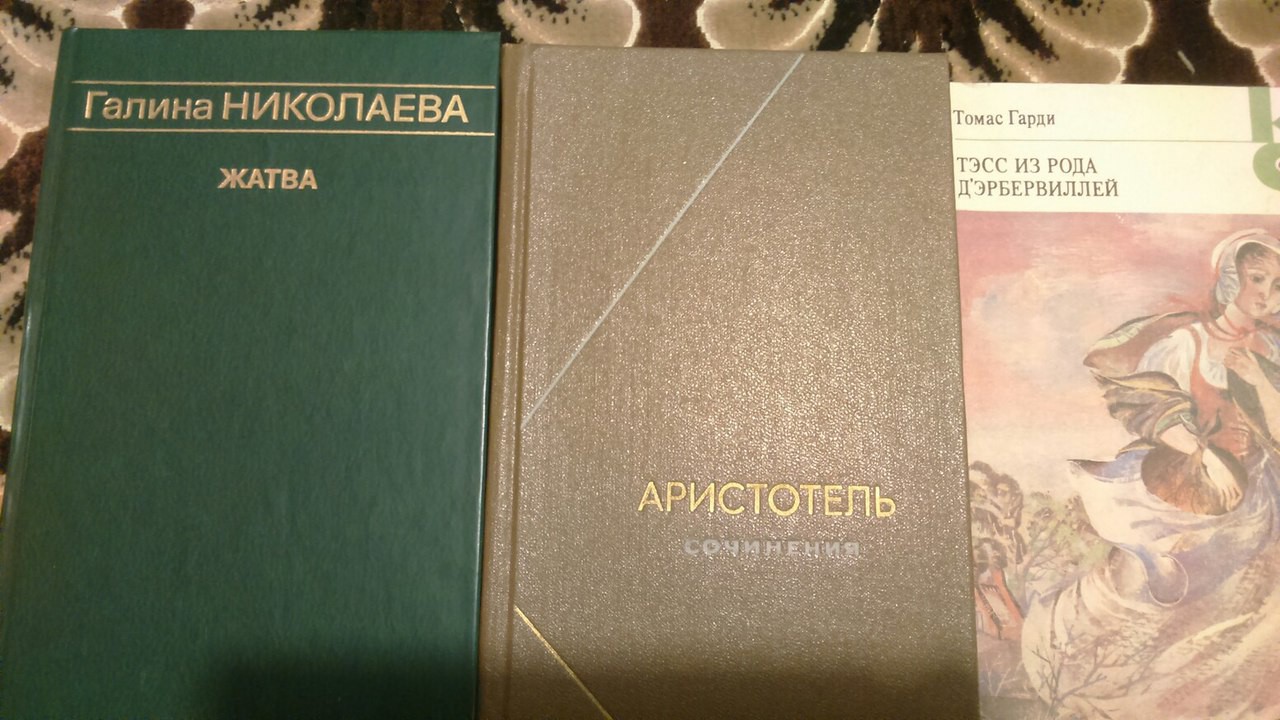 Галина НИКОЛАЕВА
ЖАТВА
АРИСТОТЕЛЬ
СОЧИНЕНИЯ
Томас Гарди
ТЭСС ИЗ РОДА
Д'ЭРБЕРВИЛЛЕЙ